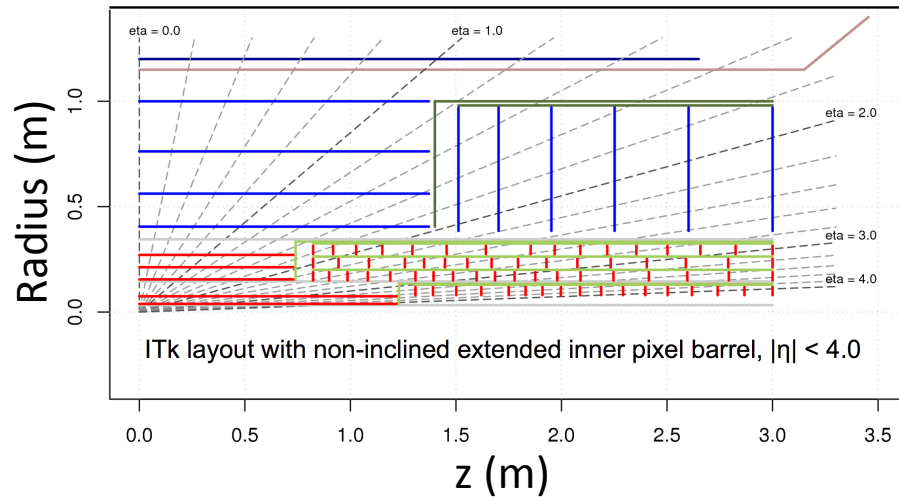 eta = 0.0
eta = 1.0
eta = 2.0
eta = 3.0
eta = 4.0
Radius (m)
1.0
0.5
0.0
ITk layout with non-inclined extended inner pixel barrel, |η| < 4.0
0.0 0.5 1.0 1.5 2.0 2.5 3.0 3.5
z (m)